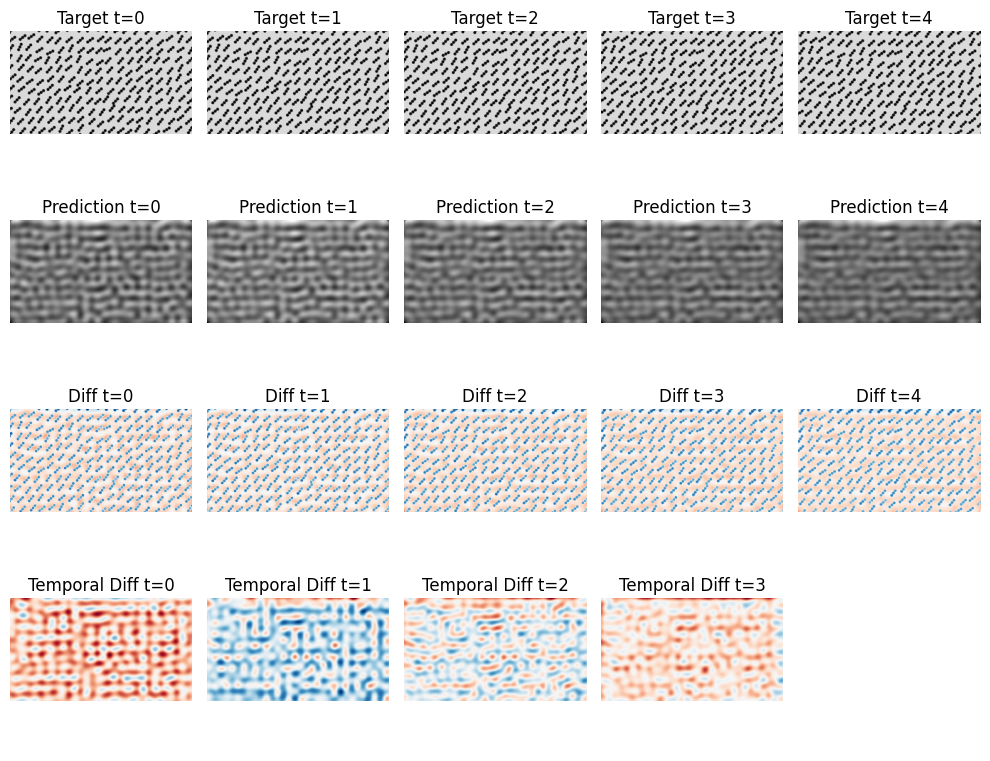 Target t=0 Target t=1 Target t=2 Target t=3 Target t=4
Prediction t=0 Prediction t=1 Prediction t=2 Prediction t=3 Prediction t=4
Diff t=0 Diff t=1 Diff t=2 Diff t=3 Diff t=4
Temporal Diff t=0 Temporal Diff t=1 Temporal Diff t=2 Temporal Diff t=3